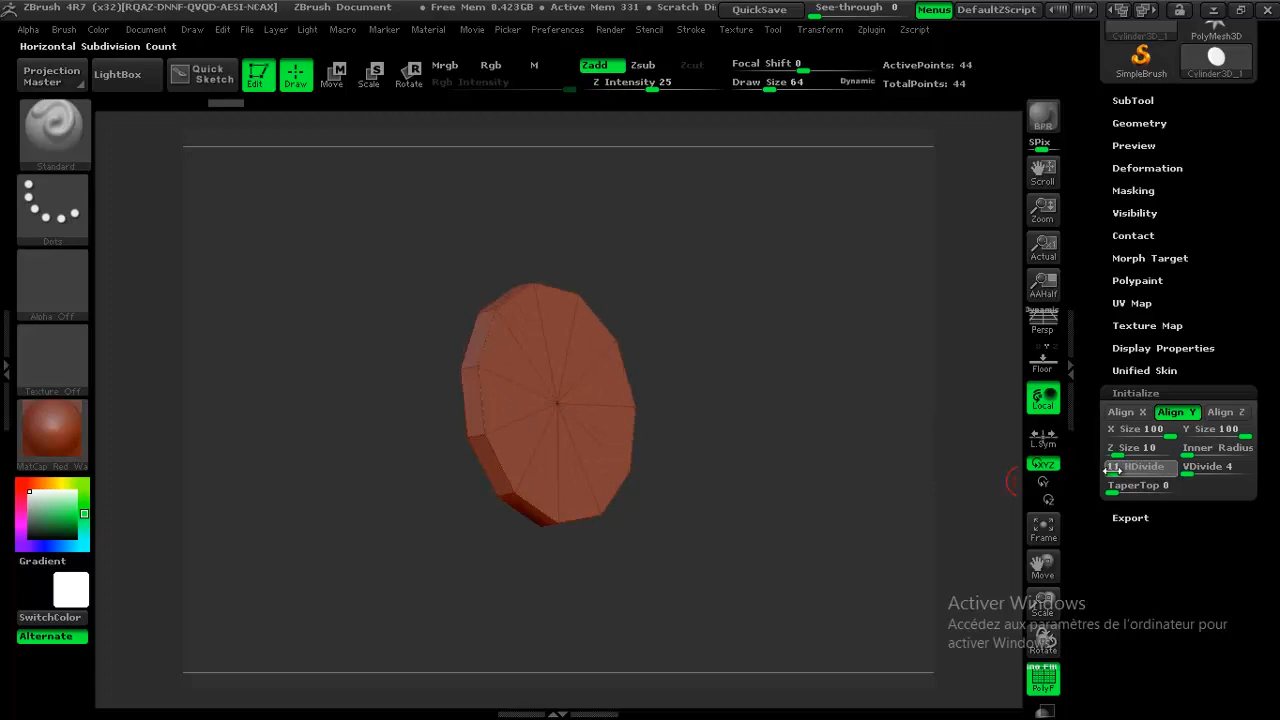 ZBrush 4R7 (x32)[RQAZ-DNNF-QVQD-AESI-NCAX] ZBrush Document • Free Mem 0.423GB • Active Mem 331 • Scratch Di QuickSave See-through 0 Menus DefaultZScript
Alpha Brush Color Document Draw Edit File Layer Light Macro Marker Material Movie Picker Preferences Render Stencil Stroke Texture Tool Transform Zplugin Zscript
Horizontal Subdivision Count
Projection Master
LightBox
Quick Sketch
Edit
Draw
Move
Scale
Rotate
Mrgb Rgb M
Rgb Intensity
Zadd Zsub Zcut
Z Intensity 25
Focal Shift 0
Draw Size 64 Dynamic
ActivePoints: 44
TotalPoints: 44
Standard
Dots
Alpha Off
Texture Off
MatCap Red Wa
Gradient
SwitchColor
Alternate
BPR
SPix
Scroll
Zoom
Actual
AAHalf
Dynamic
Persp
Floor
Local
L.Sym
XYZ
Frame
Move
Scale
Rotate
PolyF
Cylinder3D_1 PolyMesh3D
SimpleBrush Cylinder3D_1
SubTool
Geometry
Preview
Deformation
Masking
Visibility
Contact
Morph Target
Polypaint
UV Map
Texture Map
Display Properties
Unified Skin
Initialize
Align X Align Y Align Z
X Size 100 Y Size 100
Z Size 10 Inner Radius
11 HDivide VDivide 4
TaperTop 0
Export
Activer Windows
Accédez aux paramètres de l'ordinateur pour
activer Windows.